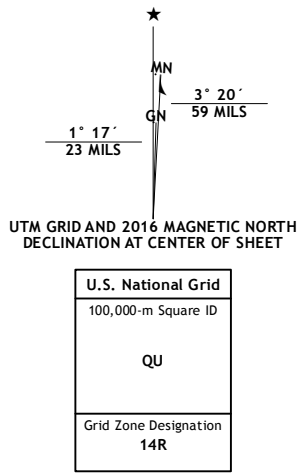 ★
MN
GN
3° 20´
59 MILS
1° 17´
23 MILS
UTM GRID AND 2016 MAGNETIC NORTH
DECLINATION AT CENTER OF SHEET
U.S. National Grid
100,000-m Square ID
QU
Grid Zone Designation
14R